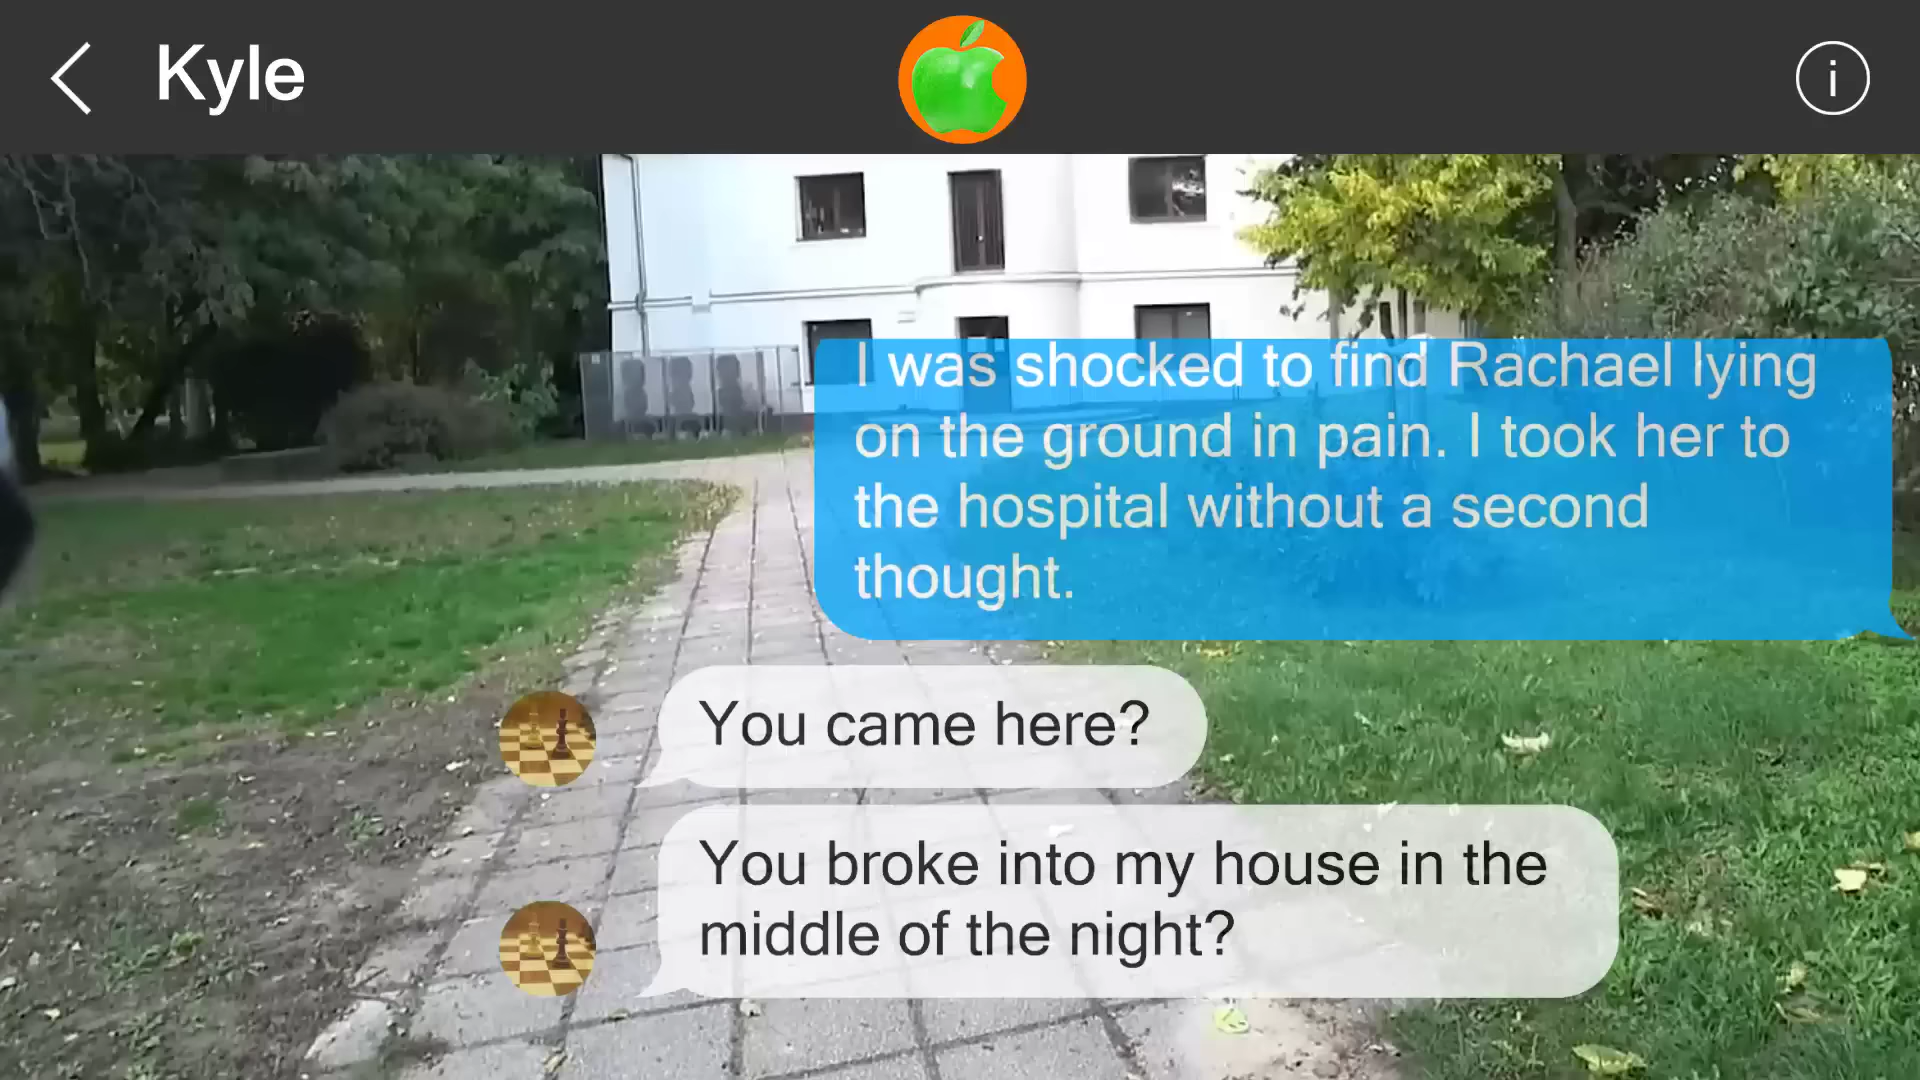 Kyle
i
I was shocked to find Rachael lying
on the ground in pain. I took her to
the hospital without a second
thought.
You came here?
You broke into my house in the
middle of the night?